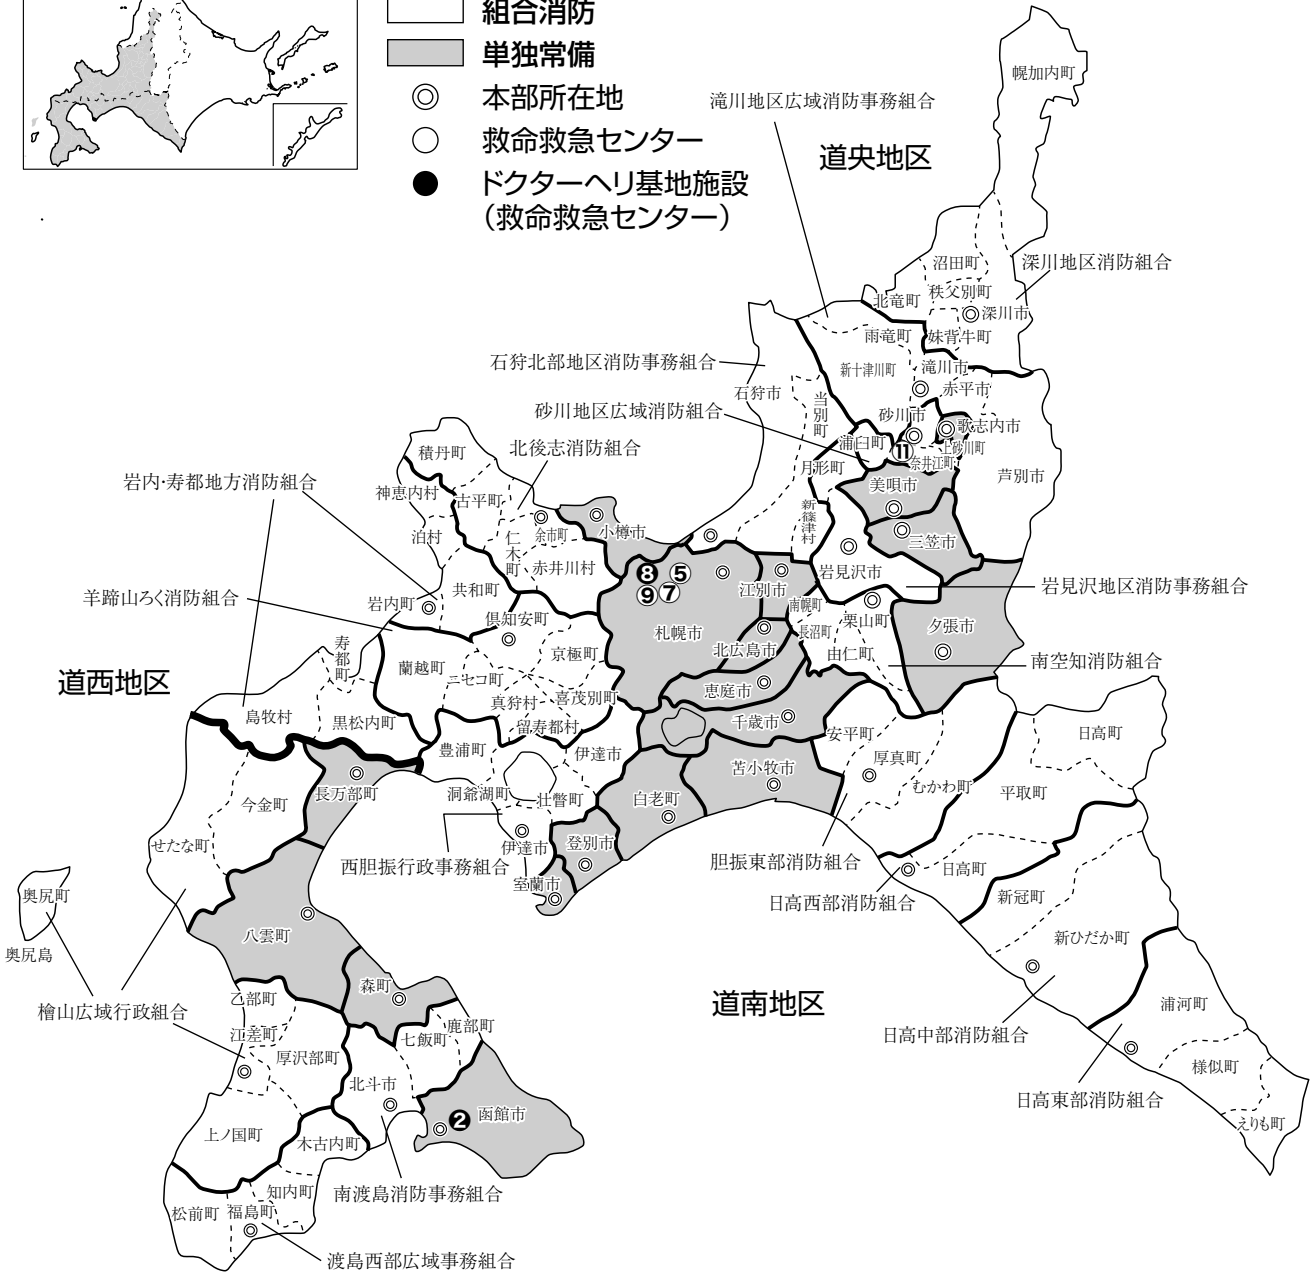 組合消防
単独常備
本部所在地
救命救急センター
ドクターヘリ基地施設
（救命救急センター）
道央地区
滝川地区広域消防事務組合
幌加内町
沼田町
深川地区消防組合
北竜町
秩父別町
深川市
雨竜町
妹背牛町
石狩北部地区消防事務組合
新十津川町
滝川市
石狩市
赤平市
当別町
砂川地区広域消防組合
砂川市
歌志内市
浦臼町
上砂川町
11
奈井江町
月形町
芦別市
美唄市
積丹町
北後志消防組合
岩内・寿都地方消防組合
神恵内村
古平町
新篠津村
泊村
仁木町
余市町
小樽市
三笠市
赤井川村
8
5
9
7
岩見沢市
岩見沢地区消防事務組合
共和町
江別市
羊蹄山ろく消防組合
岩内町
倶知安町
南幌町
栗山町
札幌市
長沼町
夕張市
寿都町
蘭越町
京極町
北広島市
由仁町
南空知消防組合
道西地区
ニセコ町
恵庭市
真狩村
喜茂別町
島牧村
黒松内町
留寿都村
千歳市
豊浦町
伊達市
安平町
日高町
厚真町
苫小牧市
今金町
長万部町
洞爺湖町
壮瞥町
白老町
むかわ町
平取町
せたな町
伊達市
登別市
西胆振行政事務組合
胆振東部消防組合
日高町
室蘭市
奥尻町
日高西部消防組合
新冠町
八雲町
新ひだか町
奥尻島
森町
道南地区
乙部町
檜山広域行政組合
浦河町
江差町
七飯町
鹿部町
日高中部消防組合
厚沢部町
様似町
北斗市
日高東部消防組合
2
函館市
上ノ国町
木古内町
えりも町
知内町
南渡島消防事務組合
松前町
福島町
渡島西部広域事務組合